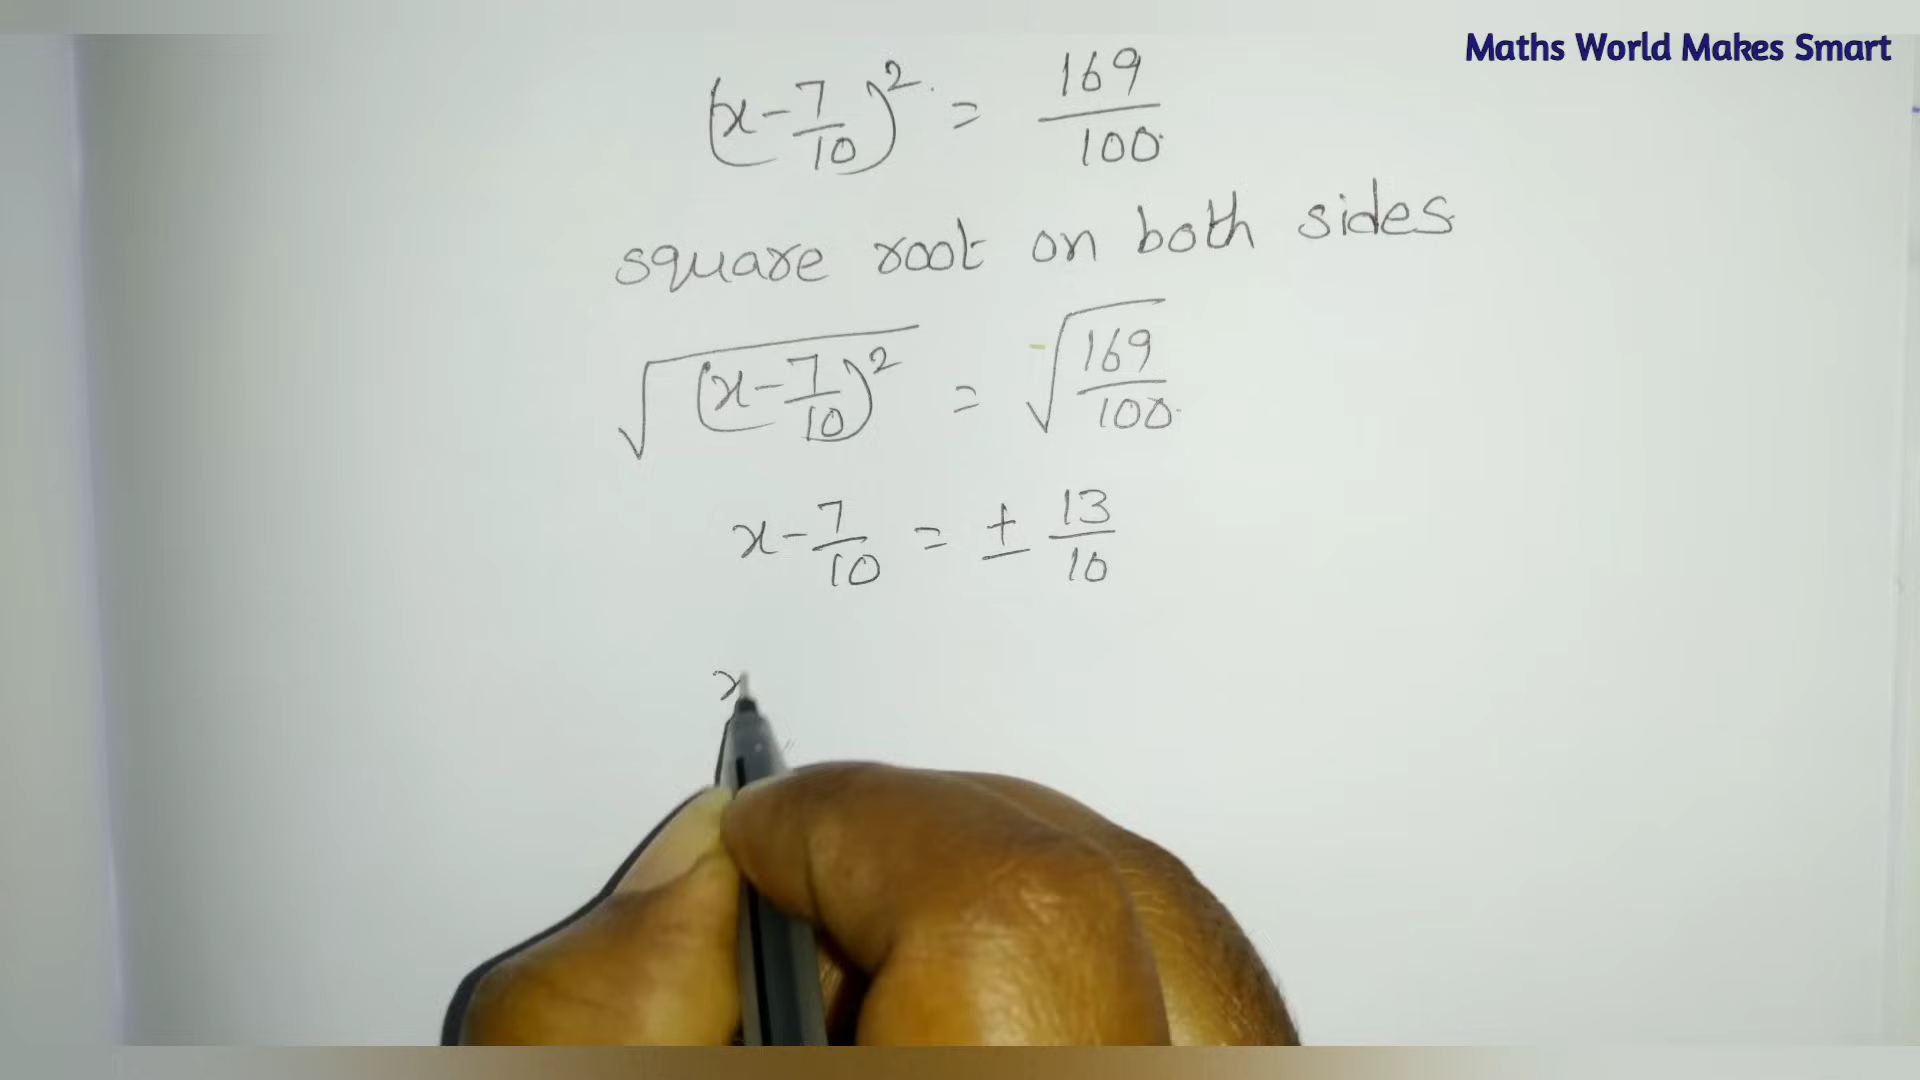 Maths World Makes Smart
(x - 7/10)² = 169/100
square root on both sides
√(x - 7/10)² = √169/100
x - 7/10 = ± 13/10
x